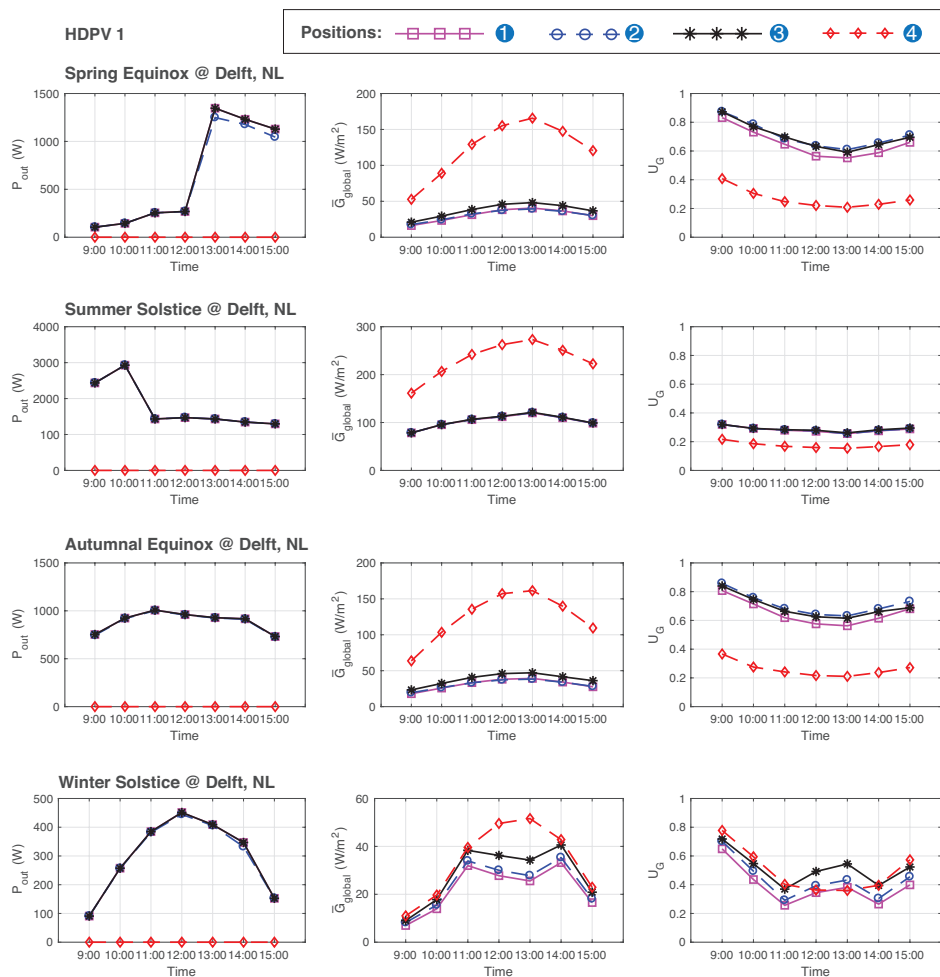 HDPV 1
Positions: 1 2 3 4
Spring Equinox @ Delft, NL
1500
1000
500
0
P_out (W)
9:00 10:00 11:00 12:00 13:00 14:00 15:00
Time
200
150
100
50
0
G̅_global (W/m²)
9:00 10:00 11:00 12:00 13:00 14:00 15:00
Time
1
0.8
0.6
0.4
0.2
0
U_G
9:00 10:00 11:00 12:00 13:00 14:00 15:00
Time
Summer Solstice @ Delft, NL
4000
3000
2000
1000
0
P_out (W)
9:00 10:00 11:00 12:00 13:00 14:00 15:00
Time
300
200
100
0
G̅_global (W/m²)
9:00 10:00 11:00 12:00 13:00 14:00 15:00
Time
1
0.8
0.6
0.4
0.2
0
U_G
9:00 10:00 11:00 12:00 13:00 14:00 15:00
Time
Autumnal Equinox @ Delft, NL
1500
1000
500
0
P_out (W)
9:00 10:00 11:00 12:00 13:00 14:00 15:00
Time
200
150
100
50
0
G̅_global (W/m²)
9:00 10:00 11:00 12:00 13:00 14:00 15:00
Time
1
0.8
0.6
0.4
0.2
0
U_G
9:00 10:00 11:00 12:00 13:00 14:00 15:00
Time
Winter Solstice @ Delft, NL
500
400
300
200
100
0
P_out (W)
9:00 10:00 11:00 12:00 13:00 14:00 15:00
Time
60
40
20
0
G̅_global (W/m²)
9:00 10:00 11:00 12:00 13:00 14:00 15:00
Time
1
0.8
0.6
0.4
0.2
0
U_G
9:00 10:00 11:00 12:00 13:00 14:00 15:00
Time